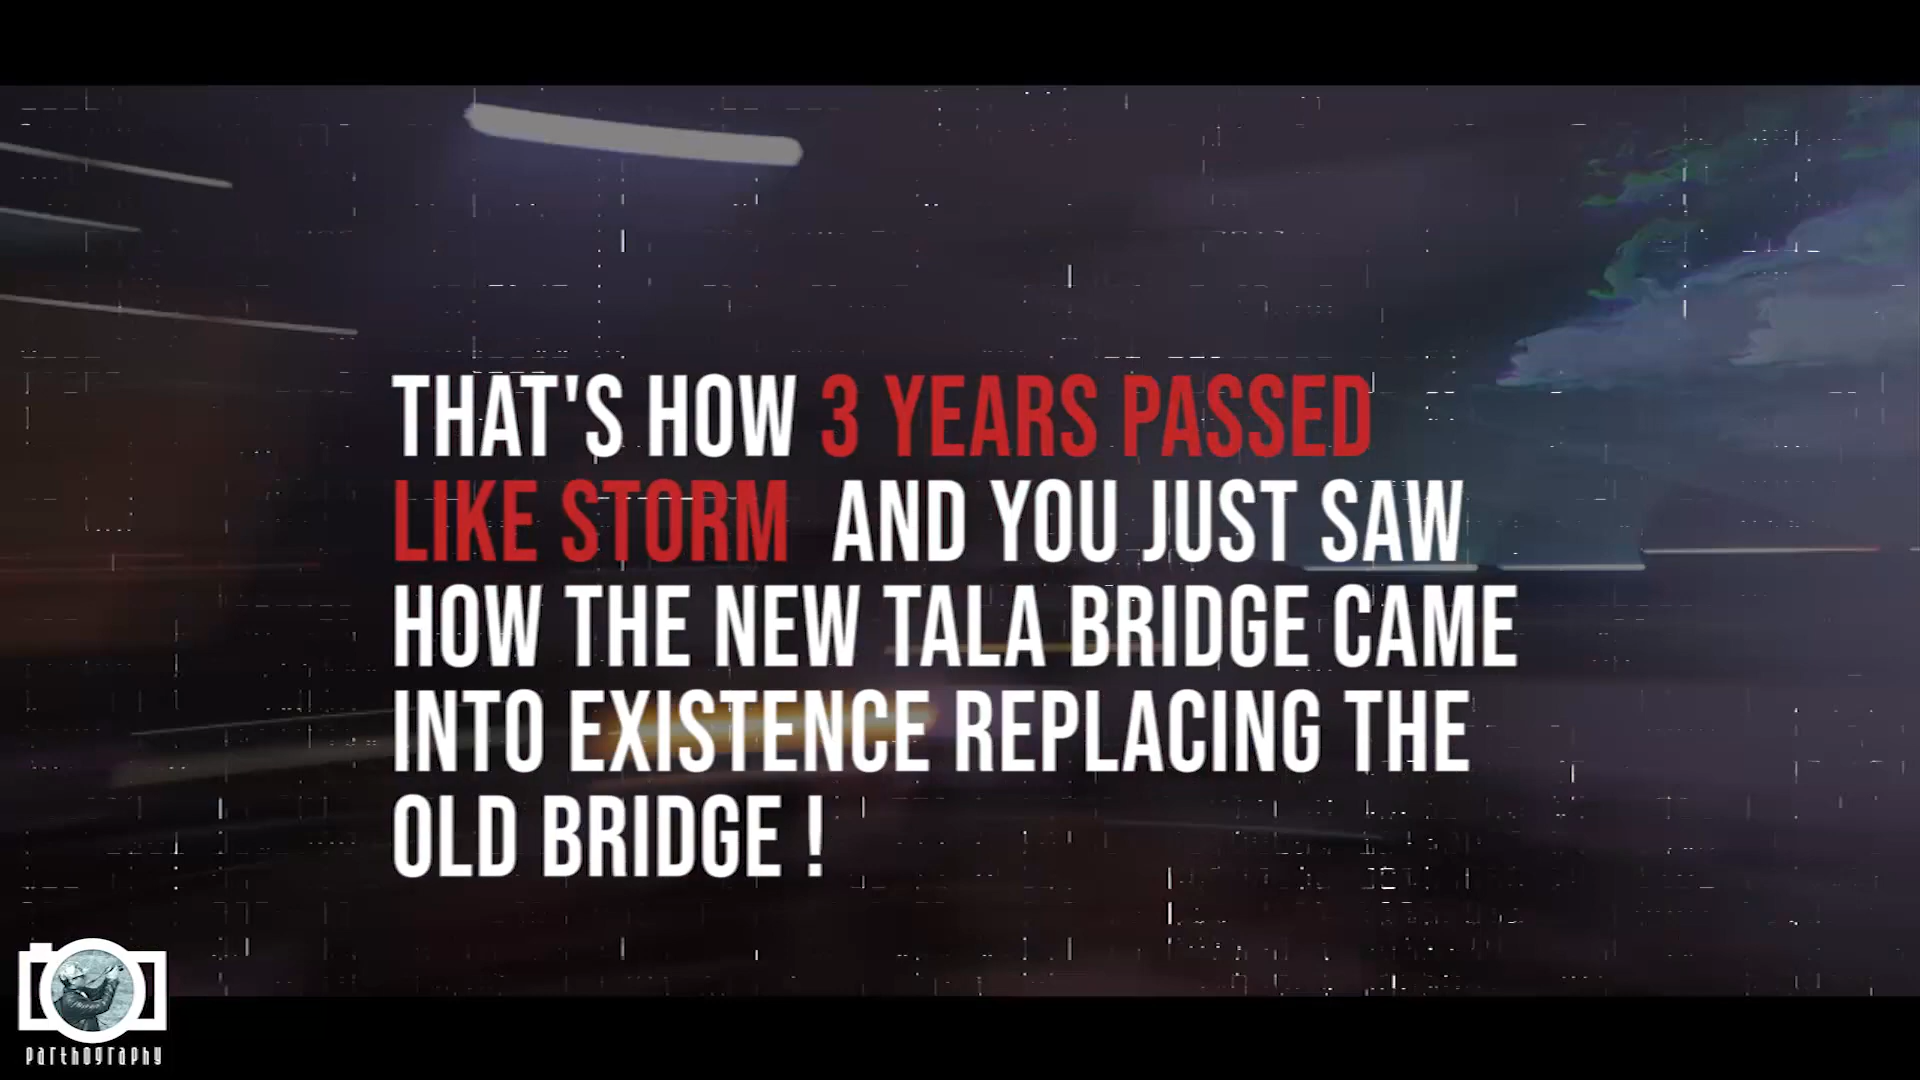 THAT'S HOW 3 YEARS PASSED
LIKE STORM AND YOU JUST SAW
HOW THE NEW TALA BRIDGE CAME
INTO EXISTENCE REPLACING THE
OLD BRIDGE !
parthography